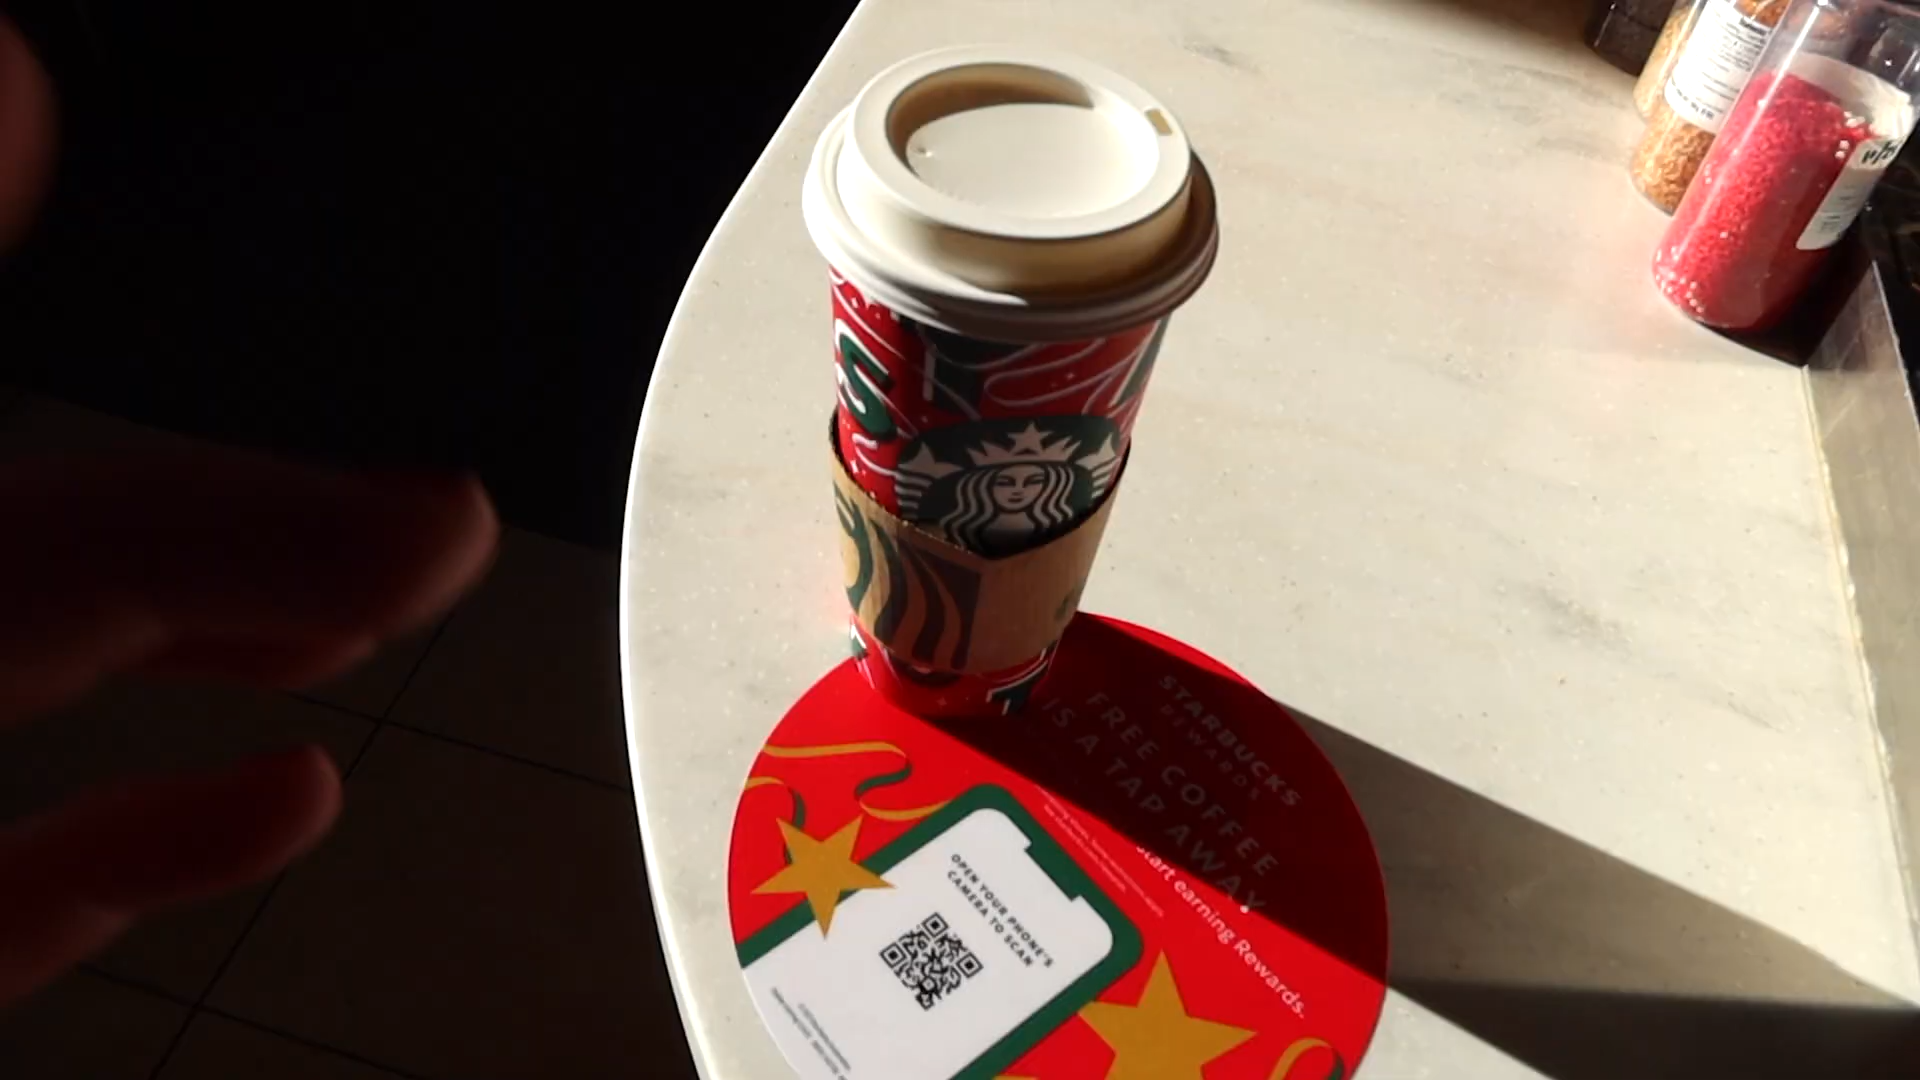 S
STARBUCKS
REWARDS
FREE COFFEE
IS A TAP AWAY
Start earning Rewards.
OPEN YOUR PHONE'S
CAMERA TO SCAN